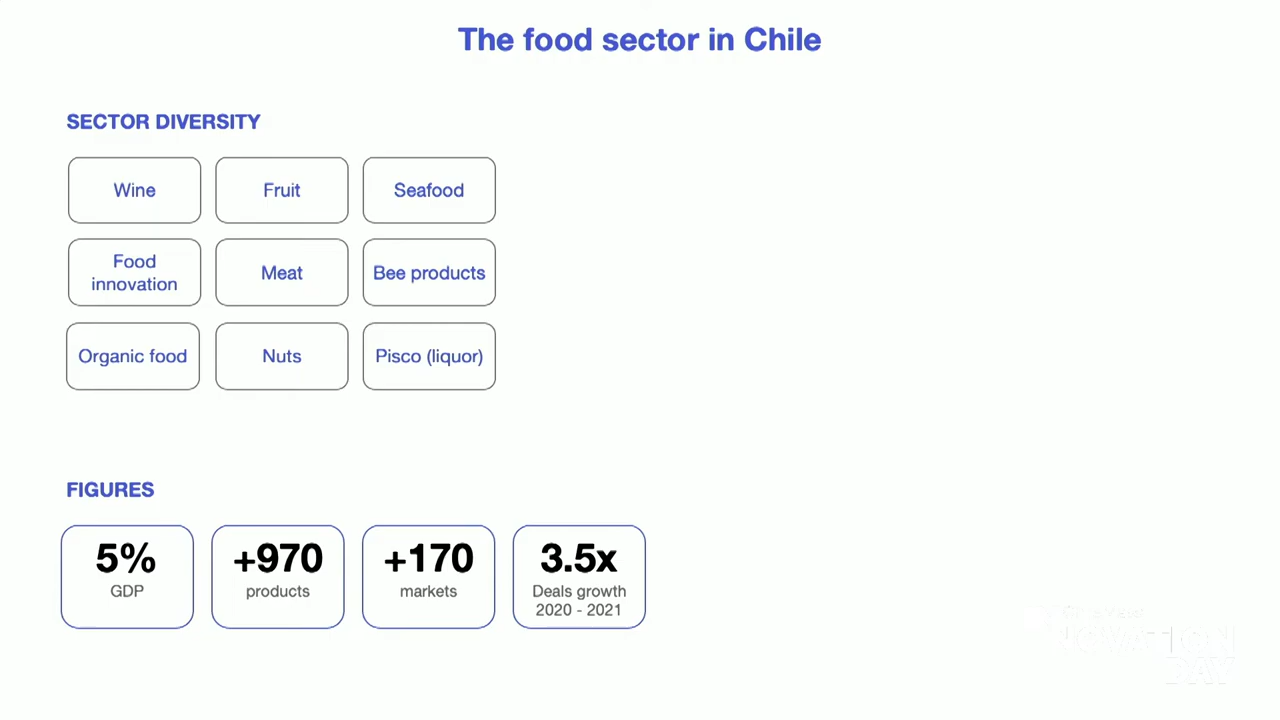 The food sector in Chile
SECTOR DIVERSITY
Wine
Fruit
Seafood
Food
innovation
Meat
Bee products
Organic food
Nuts
Pisco (liquor)
FIGURES
5%
GDP
+970
products
+170
markets
3.5x
Deals growth
2020 - 2021
DAY